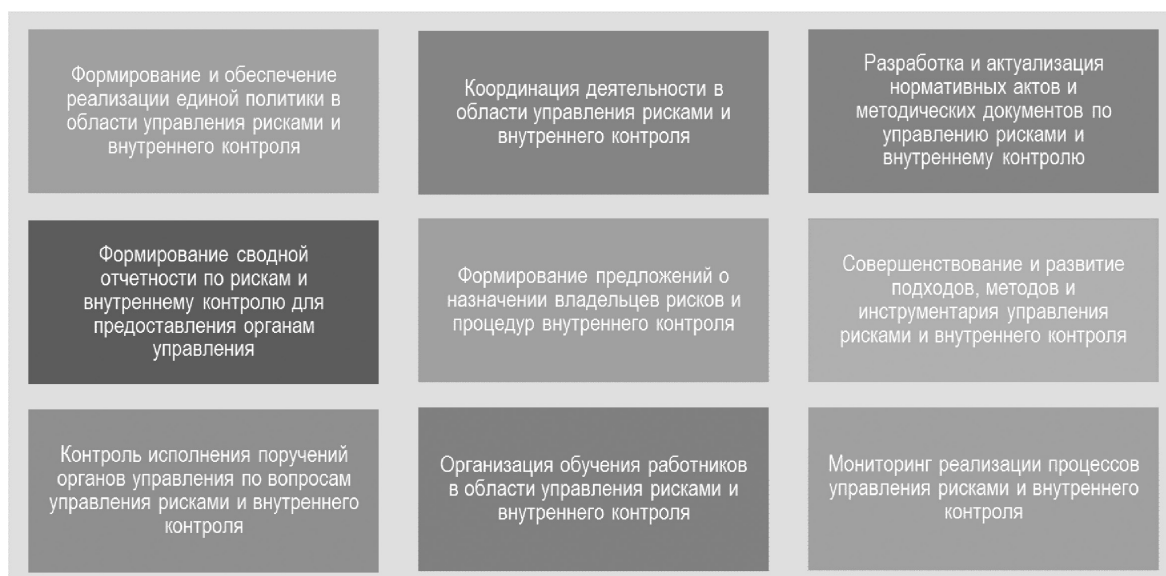 Формирование и обеспечение
реализации единой политики в
области управления рисками и
внутреннего контроля
Координация деятельности в
области управления рисками и
внутреннего контроля
Разработка и актуализация
нормативных актов и
методических документов по
управлению рисками и
внутреннему контролю
Формирование сводной
отчетности по рискам и
внутреннему контролю для
предоставления органам
управления
Формирование предложений о
назначении владельцев рисков и
процедур внутреннего контроля
Совершенствование и развитие
подходов, методов и
инструментария управления
рисками и внутреннего контроля
Контроль исполнения поручений
органов управления по вопросам
управления рисками и внутреннего
контроля
Организация обучения работников
в области управления рисками и
внутреннего контроля
Мониторинг реализации процессов
управления рисками и внутреннего
контроля